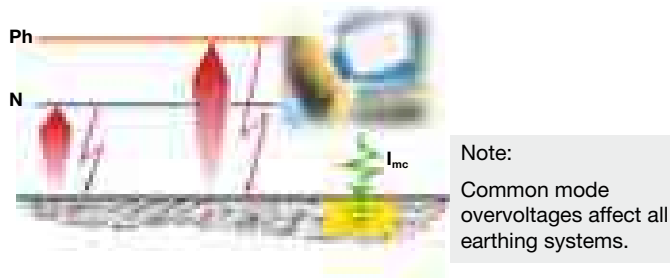 Ph
N
Imc
Note:
Common mode
overvoltages affect all
earthing systems.